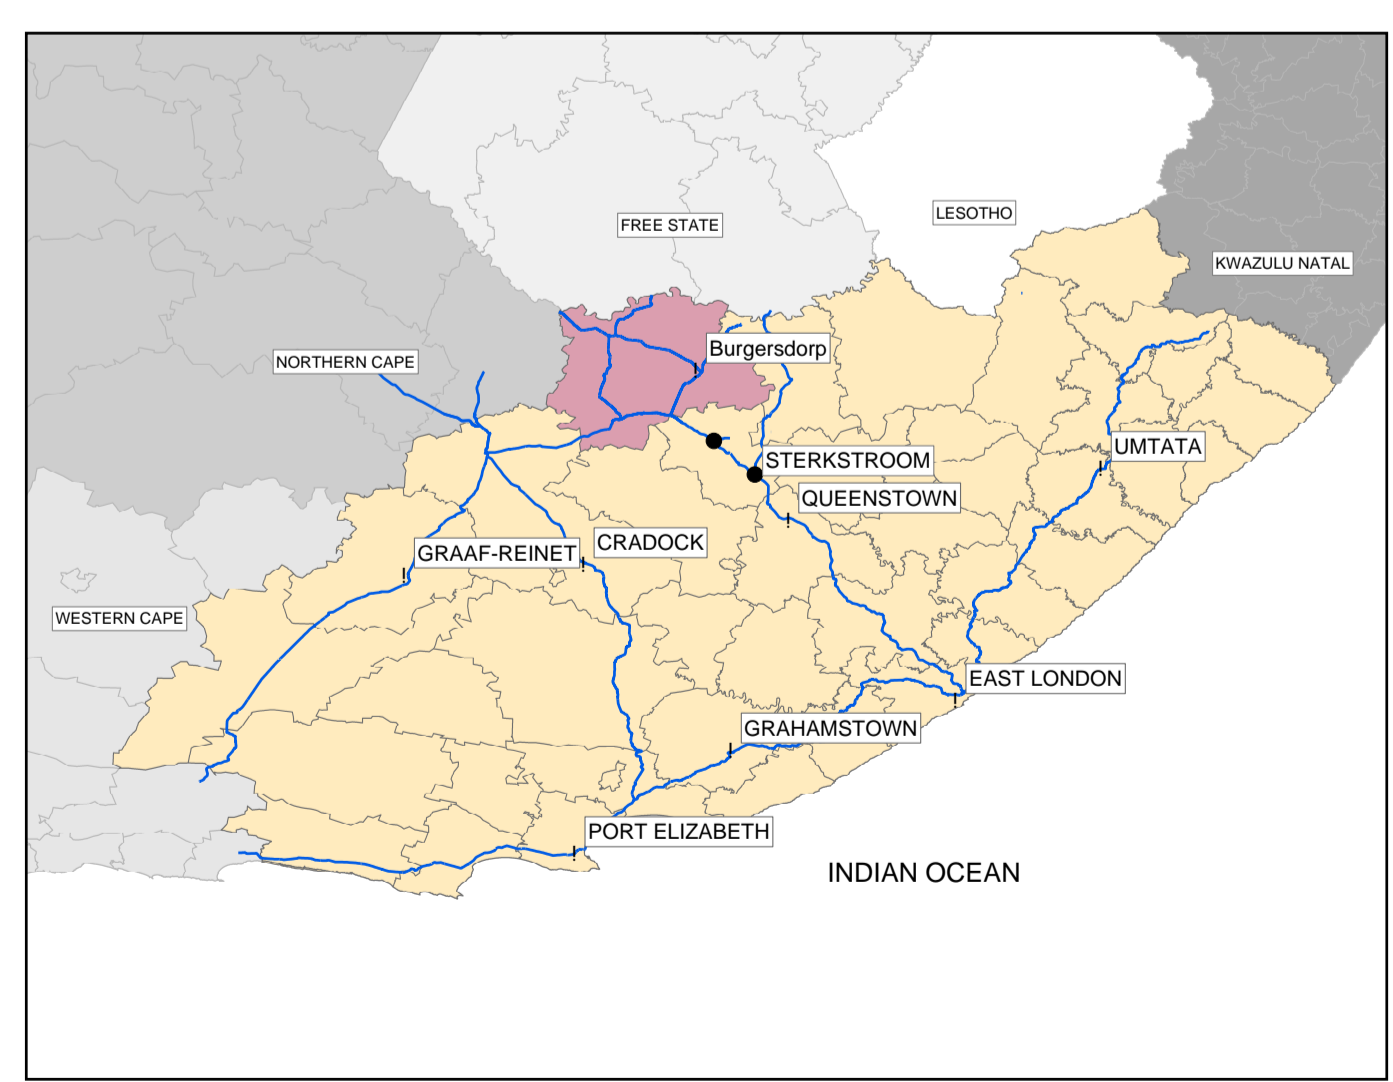 LESOTHO
FREE STATE
KWAZULU NATAL
Burgersdorp
NORTHERN CAPE
UMTATA
STERKSTROOM
QUEENSTOWN
CRADOCK
GRAAF-REINET
WESTERN CAPE
EAST LONDON
GRAHAMSTOWN
PORT ELIZABETH
INDIAN OCEAN